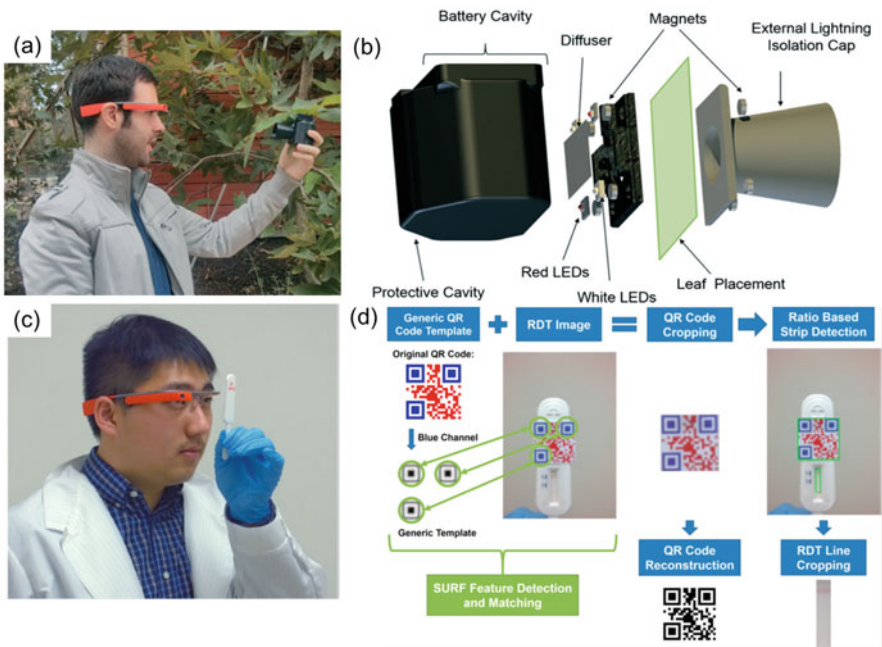 (a)
(b)
Battery Cavity
Diffuser
Magnets
External Lightning
Isolation Cap
Red LEDs
White LEDs
Leaf Placement
Protective Cavity
(c)
(d)
Generic QR
Code Template
RDT Image
QR Code
Cropping
Ratio Based
Strip Detection
Original QR Code:
Blue Channel
Generic Template
SURF Feature Detection
and Matching
QR Code
Reconstruction
RDT Line
Cropping